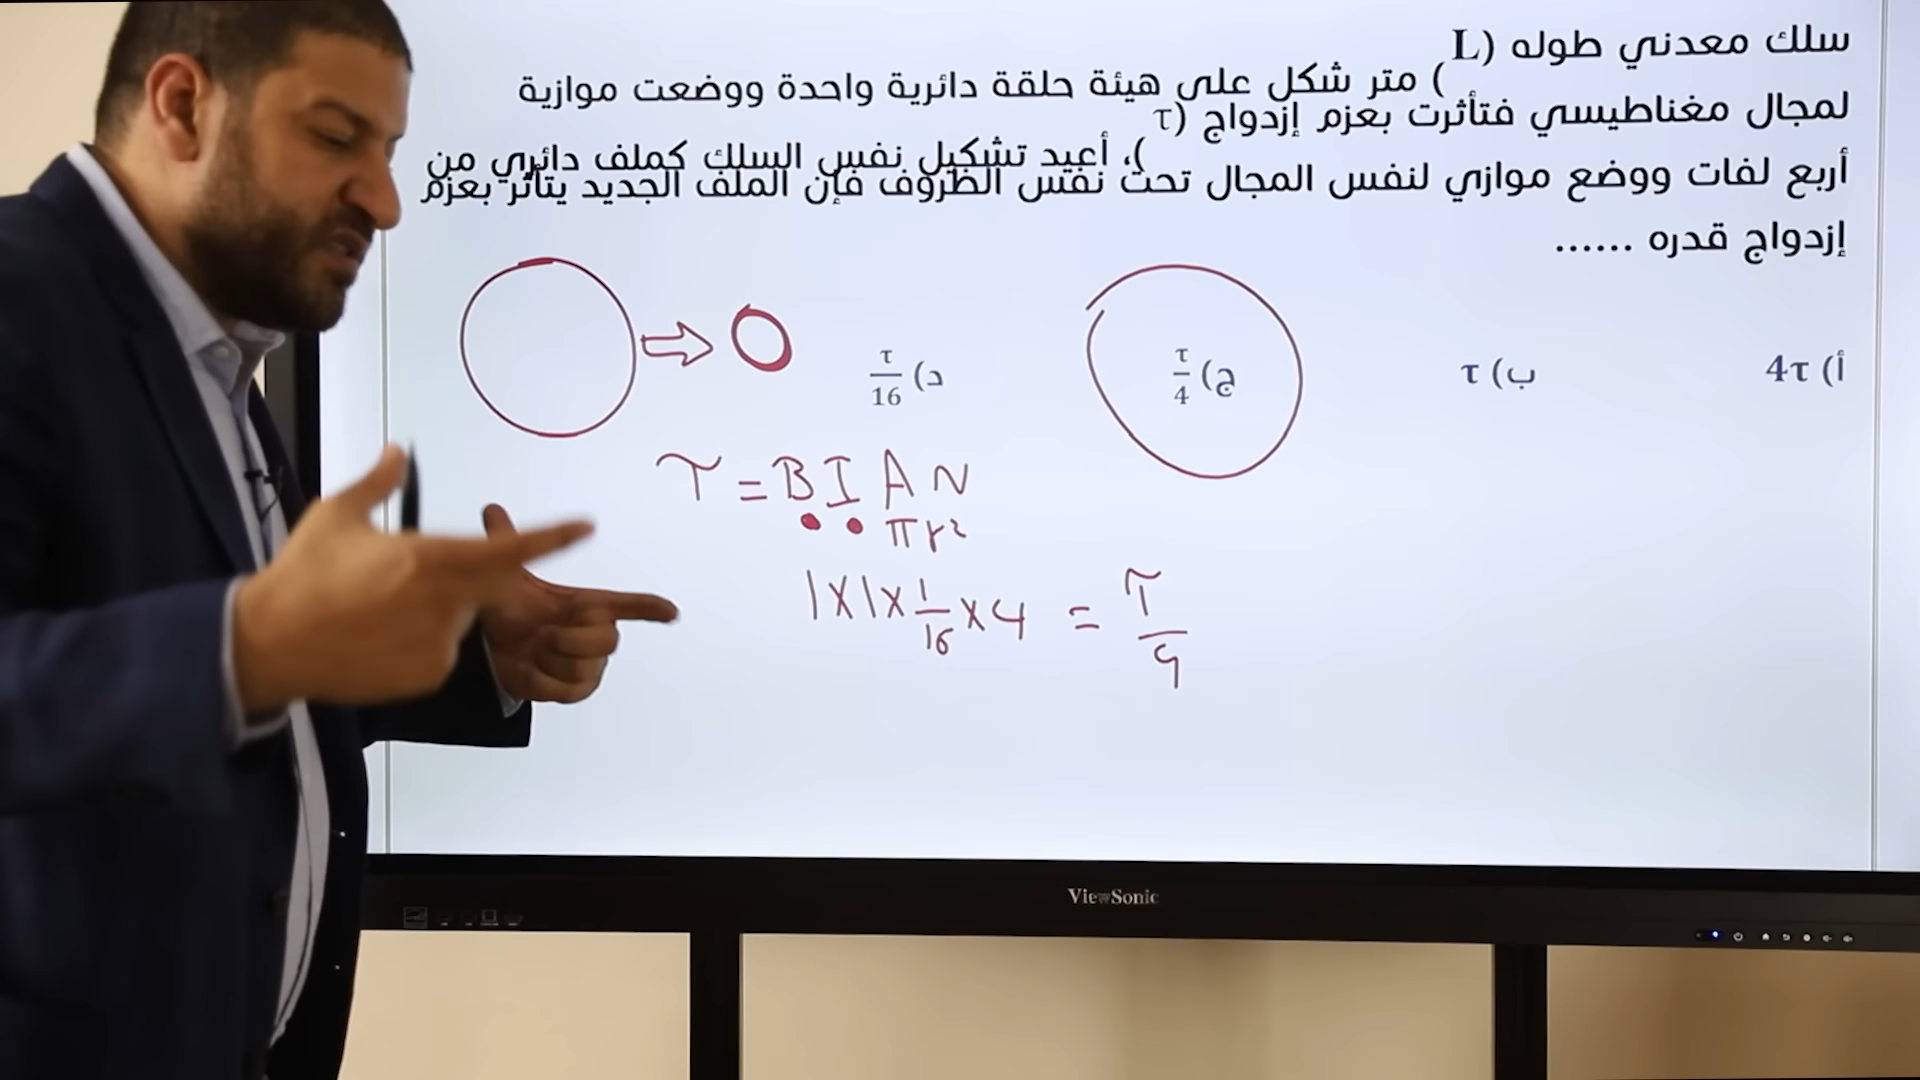 سلك معدني طوله (L
) متر شكل على هيئة حلقة دائرية واحدة ووضعت موازية
لمجال مغناطيسي فتأثرت بعزم إزدواج (τ
)، أعيد تشكيل نفس السلك كملف دائري من
أربع لفات ووضع موازي لنفس المجال تحت نفس الظروف فإن الملف الجديد يتأثر بعزم
إزدواج قدره ......
أ) 4τ ب) τ ج) τ/4 د) τ/16
τ = B I A N
πr²
1 x 1 x 1/16 x 4 = τ/4
ViewSonic